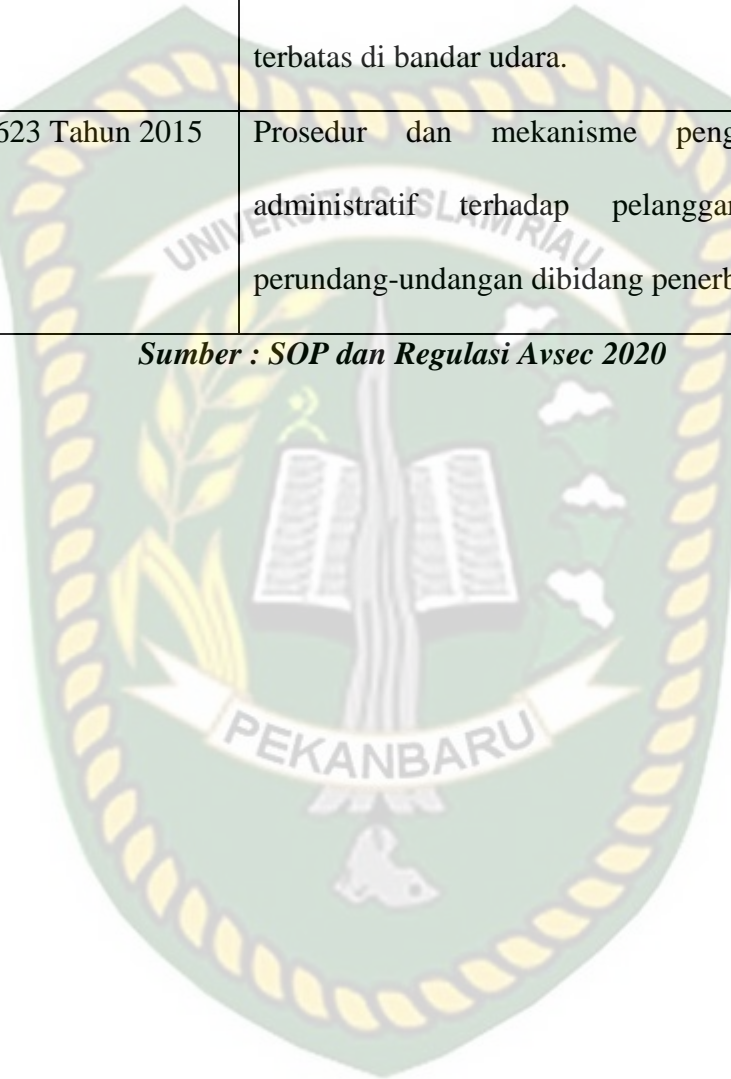 terbatas di bandar udara.
623 Tahun 2015 Prosedur dan mekanisme
administratif terhadap
perundang-undangan dibidang
Sumber : SOP dan Regulasi Avsec 2020
UNIVERSITAS ISLAM RIAU
PEKANBARU